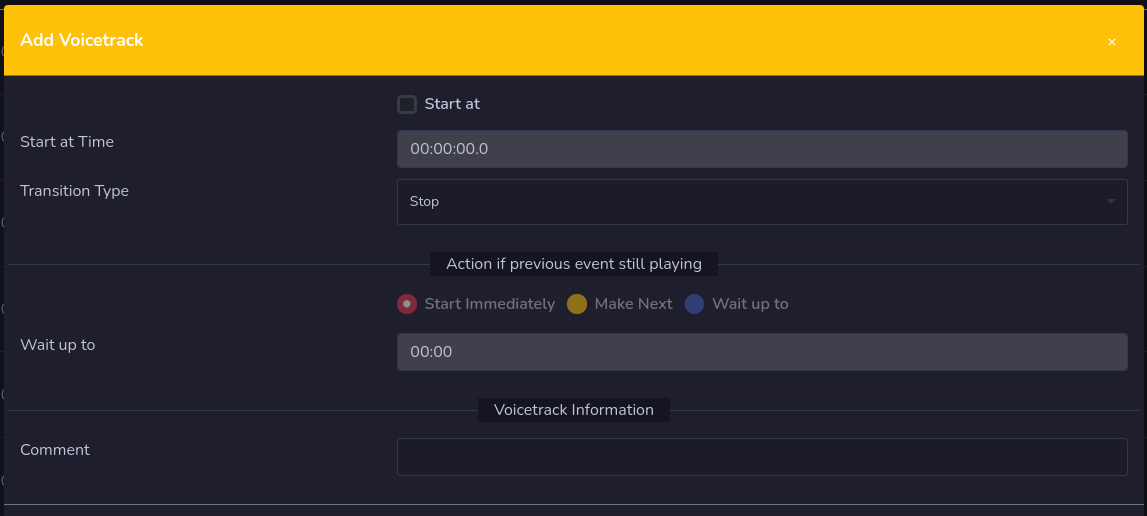 Add Voicetrack ×
Start at
Start at Time 00:00:00.0
Transition Type Stop
Action if previous event still playing
Start Immediately Make Next Wait up to
Wait up to 00:00
Voicetrack Information
Comment